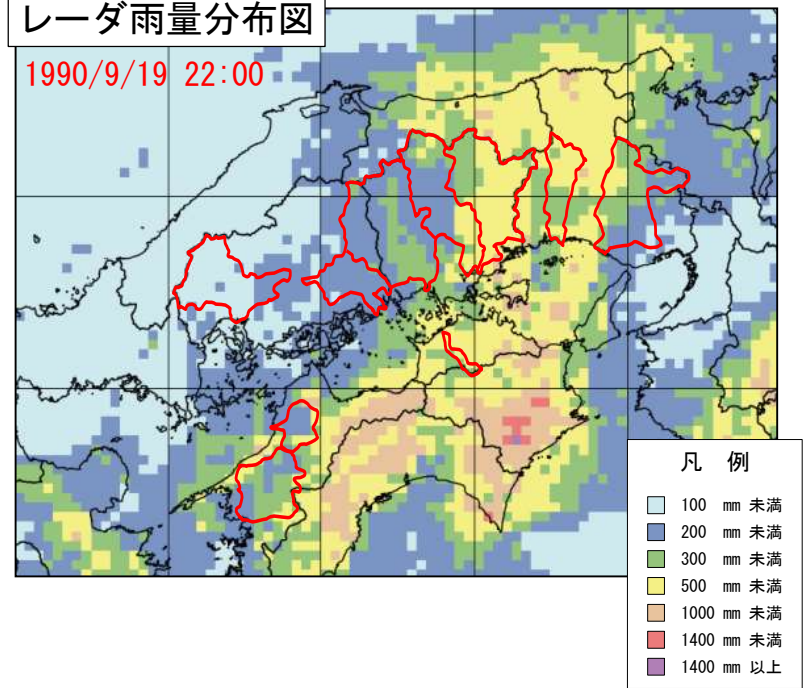 レーダ雨量分布図
1990/9/19 22:00
凡 例
100 mm 未満
200 mm 未満
300 mm 未満
500 mm 未満
1000 mm 未満
1400 mm 未満
1400 mm 以上